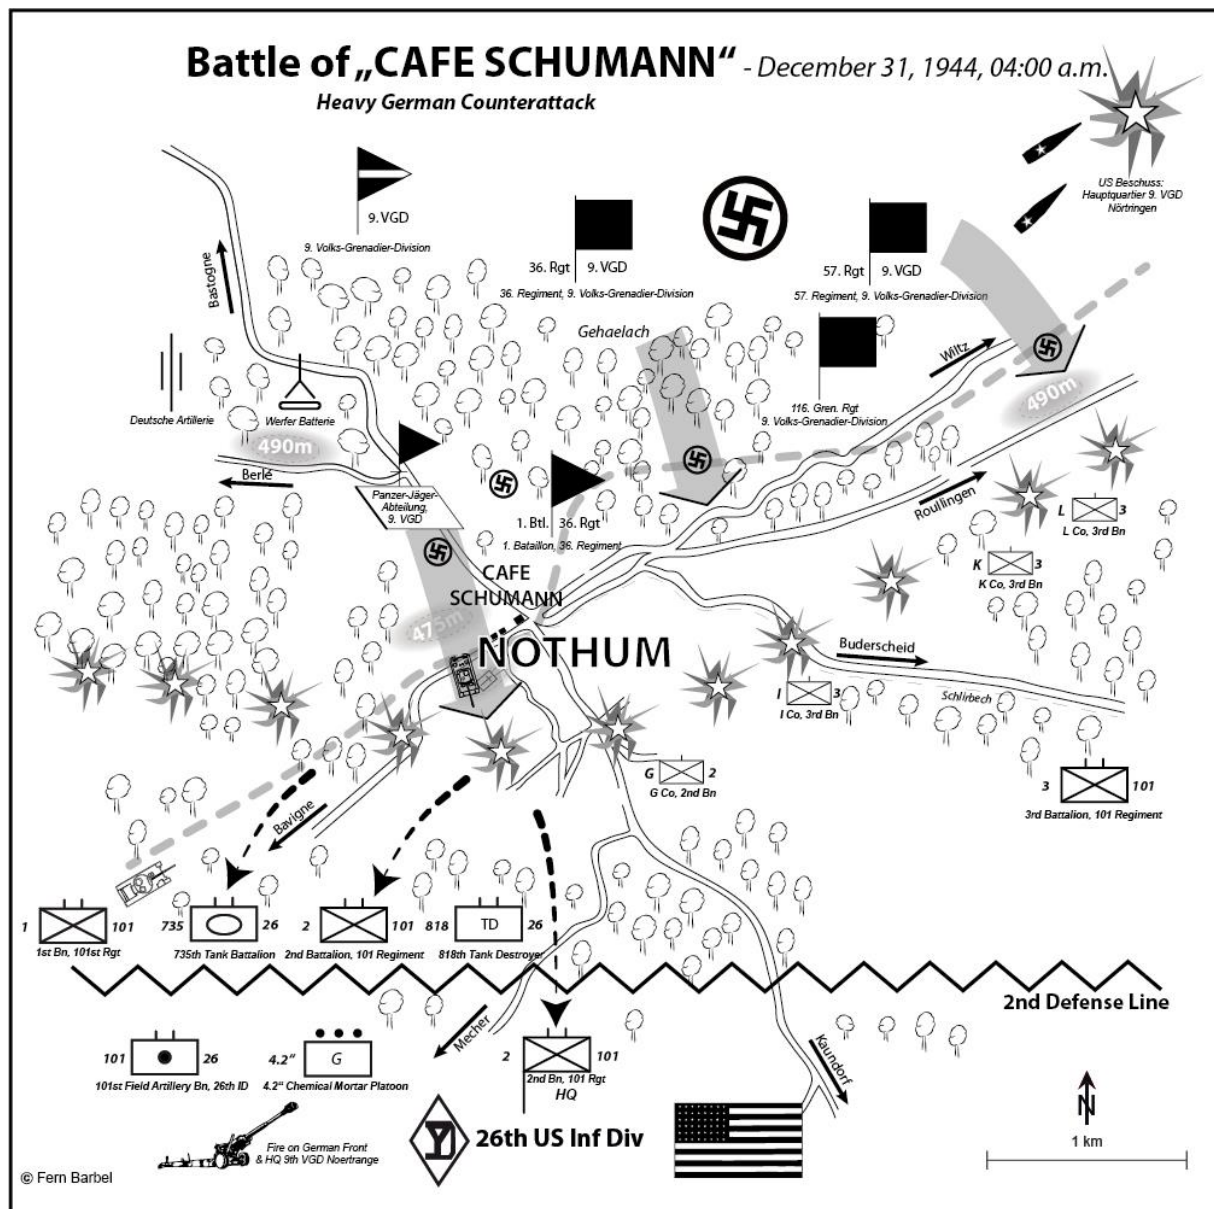 Battle of „CAFE SCHUMANN“ - December 31, 1944, 04:00 a.m.
Heavy German Counterattack
US Beschuss:
Hauptquartier 9. VGD
Nörtringen
9. VGD
9. Volks-Grenadier-Division
36. Rgt 9. VGD
36. Regiment, 9. Volks-Grenadier-Division
57. Rgt 9. VGD
57. Regiment, 9. Volks-Grenadier-Division
Bastogne
Gehaelach
Wiltz
116. Gren. Rgt
9. Volks-Grenadier-Division
490m
Deutsche Artillerie
Werfer Batterie
490m
Berlé
Panzer-Jäger-
Abteilung,
9. VGD
1. Btl. 36. Rgt
1. Bataillon, 36. Regiment
Roullingen
L 3
L Co, 3rd Bn
K 3
K Co, 3rd Bn
CAFE
SCHUMANN
475m
NOTHUM
Buderscheid
Schlirbech
I 3
I Co, 3rd Bn
G 2
G Co, 2nd Bn
3 101
3rd Battalion, 101 Regiment
Bavigne
1 101
1st Bn, 101st Rgt
735 26
735th Tank Battalion
2 101
2nd Battalion, 101 Regiment
818 TD 26
818th Tank Destroyer
2nd Defense Line
Mecher
Kaundorf
101 26
101st Field Artillery Bn, 26th ID
4.2“ G
4.2“ Chemical Mortar Platoon
2 101
2nd Bn, 101 Rgt
HQ
Fire on German Front
& HQ 9th VGD Noertrange
YD
26th US Inf Div
N
1 km
© Fern Barbel